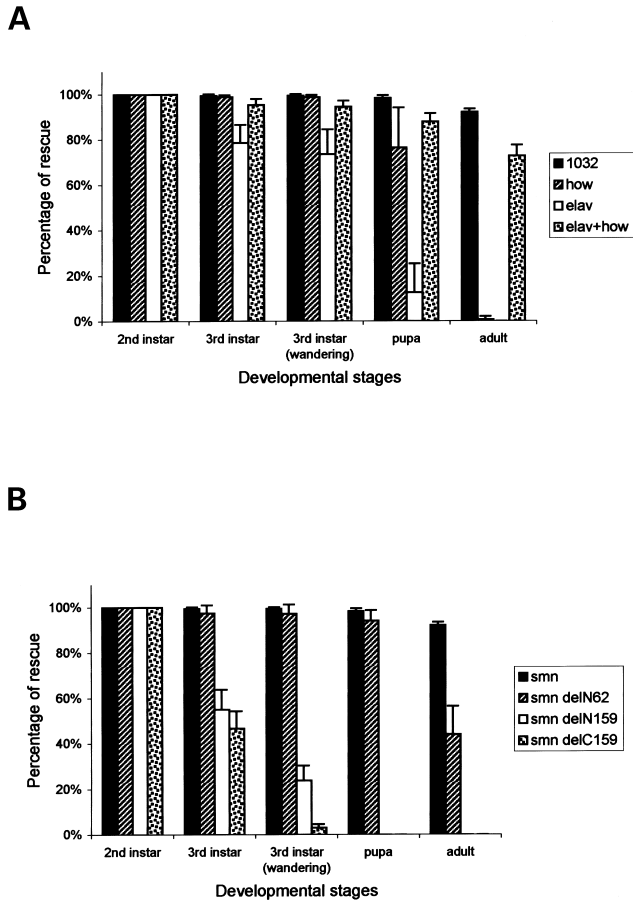 A
Percentage of rescue
100%
80%
60%
40%
20%
0%
2nd instar
3rd instar
3rd instar
(wandering)
pupa
adult
Developmental stages
1032
how
elav
elav+how
B
Percentage of rescue
100%
80%
60%
40%
20%
0%
2nd instar
3rd instar
3rd instar
(wandering)
pupa
adult
Developmental stages
smn
smn delN62
smn delN159
smn delC159